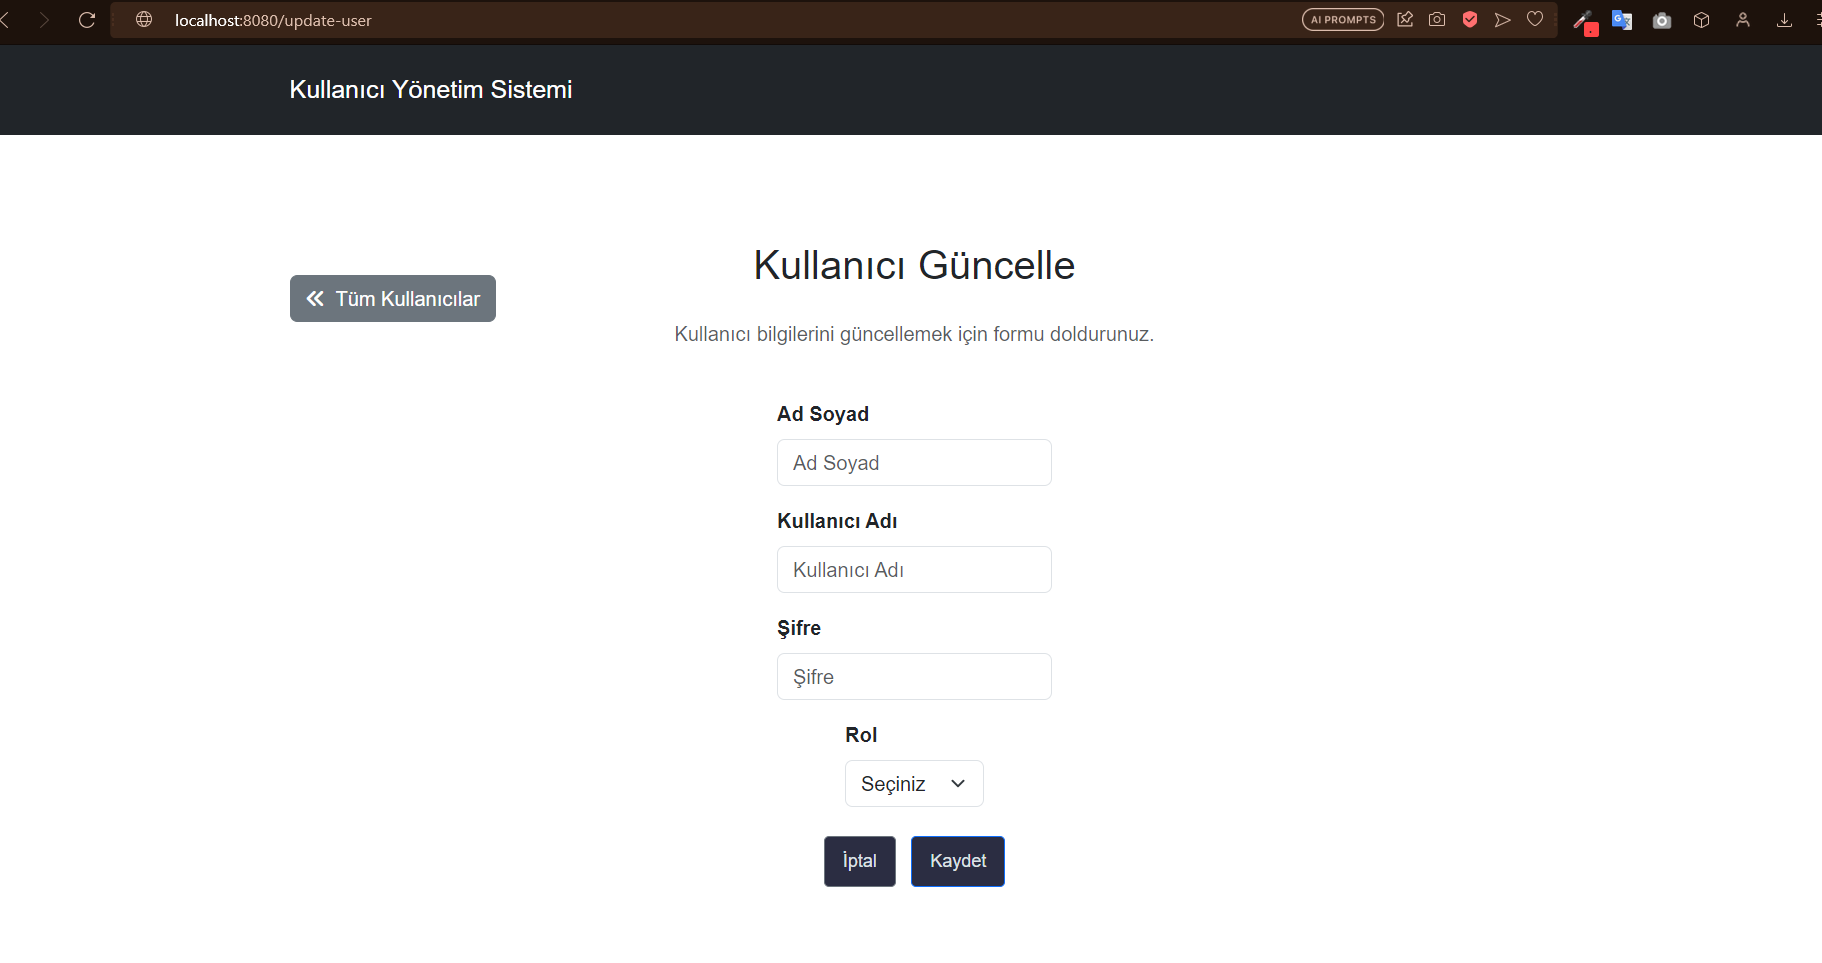 localhost:8080/update-user
AI PROMPTS
Kullanıcı Yönetim Sistemi
Kullanıcı Güncelle
Tüm Kullanıcılar
Kullanıcı bilgilerini güncellemek için formu doldurunuz.
Ad Soyad
Ad Soyad
Kullanıcı Adı
Kullanıcı Adı
Şifre
Şifre
Rol
Seçiniz
İptal
Kaydet